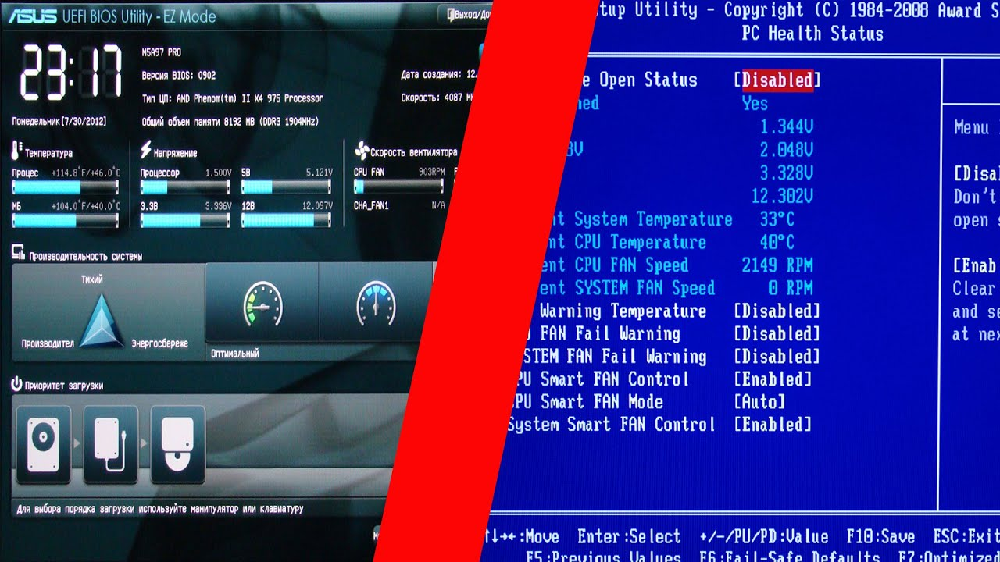 ASUS UEFI BIOS Utility - EZ Mode
23:17
Понедельник[7/30/2012]
M5A97 PRO
Версия BIOS: 0902
Тип ЦП: AMD Phenom(tm) II X4 975 Processor
Общий объем памяти 8192 MB (DDR3 1904MHz)
Дата создания: 12.
Скорость: 4087
Температура
Процес +114.8°F/+46.0°C
МБ +104.0°F/+40.0°C
Напряжение
Процессор 1.500V
5В 5.121V
3.3В 3.336V
12В 12.097V
Скорость вентилятора
CPU FAN 903RPM
CHA_FAN1 N/A
Производительность системы
Тихий
Производител
Энергосбереже
Оптимальный
Приоритет загрузки
Для выбора порядка загрузки используйте манипулятор или клавиатуру
Utility - Copyright (C) 1984-2008 Award S
PC Health Status
Open Status [Disabled]
Yes
1.344V
2.048V
3.328V
12.302V
System Temperature 33°C
CPU Temperature 40°C
CPU FAN Speed 2149 RPM
SYSTEM FAN Speed 0 RPM
Warning Temperature [Disabled]
FAN Fail Warning [Disabled]
STEM FAN Fail Warning [Disabled]
PU Smart FAN Control [Enabled]
PU Smart FAN Mode [Auto]
System Smart FAN Control [Enabled]
Menu
[Disa
Don't
open s
[Enab
Clear
and se
at nex
↑↓→←:Move Enter:Select +/-/PU/PD:Value F10:Save ESC:Exit
F5:Previous Values F6:Fail-Safe Defaults F7:Optimized